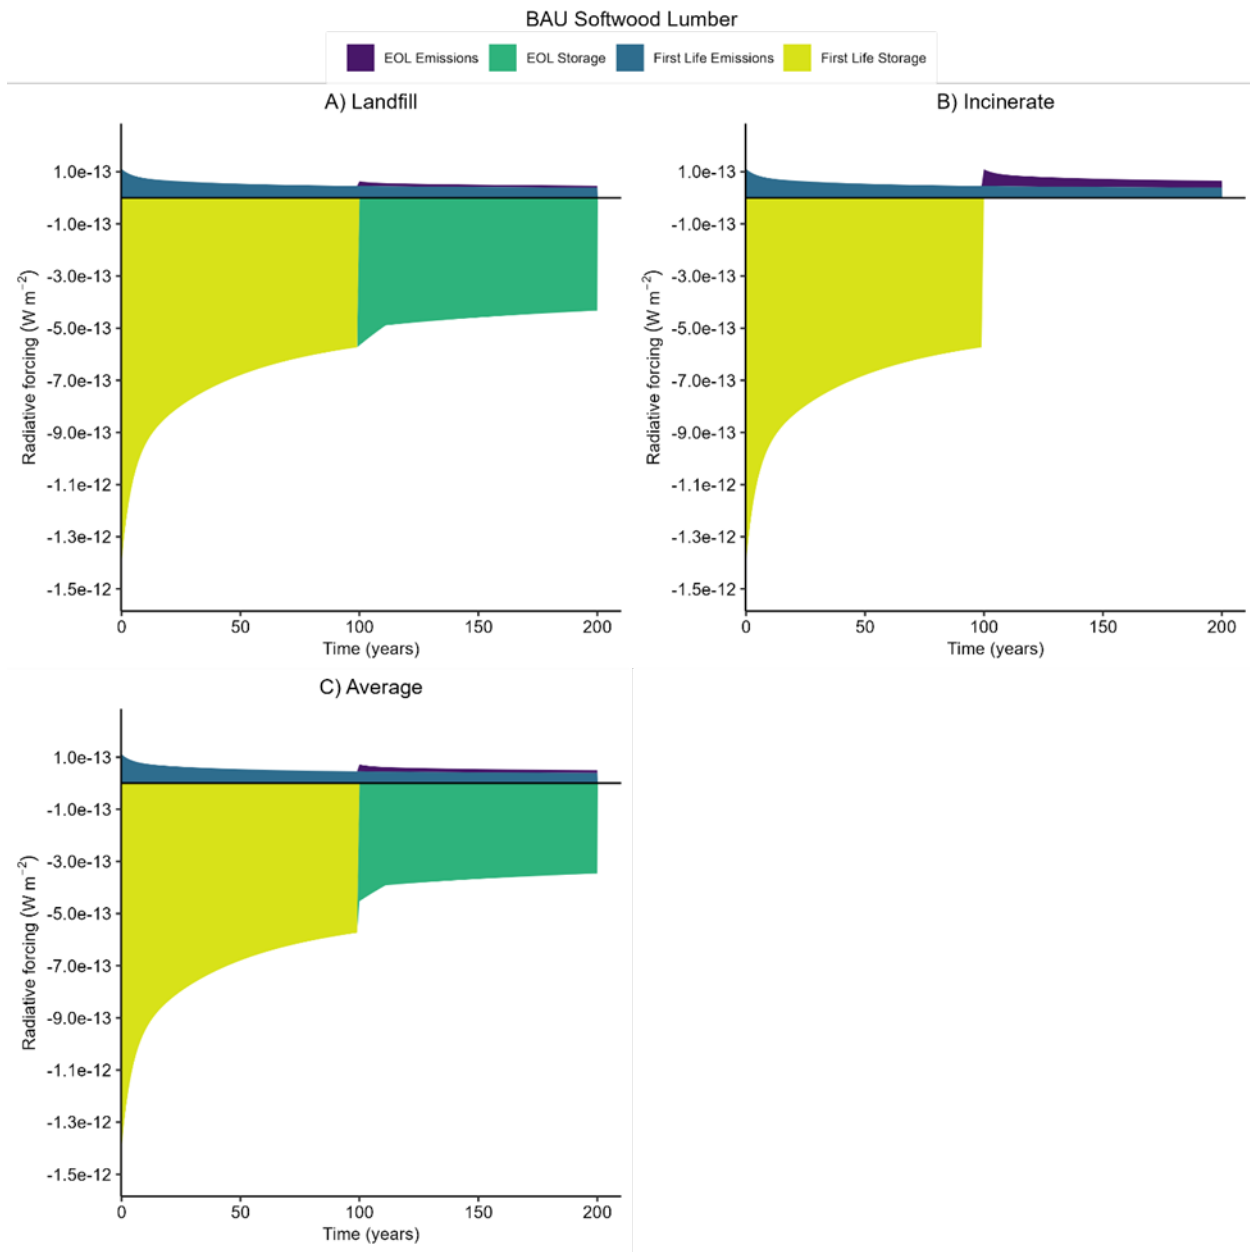 BAU Softwood Lumber
EOL Emissions EOL Storage First Life Emissions First Life Storage
A) Landfill
1.0e-13
-1.0e-13
-3.0e-13
-5.0e-13
-7.0e-13
-9.0e-13
-1.1e-12
-1.3e-12
-1.5e-12
Radiative forcing (W m⁻²)
0 50 100 150 200
Time (years)
B) Incinerate
1.0e-13
-1.0e-13
-3.0e-13
-5.0e-13
-7.0e-13
-9.0e-13
-1.1e-12
-1.3e-12
-1.5e-12
Radiative forcing (W m⁻²)
0 50 100 150 200
Time (years)
C) Average
1.0e-13
-1.0e-13
-3.0e-13
-5.0e-13
-7.0e-13
-9.0e-13
-1.1e-12
-1.3e-12
-1.5e-12
Radiative forcing (W m⁻²)
0 50 100 150 200
Time (years)